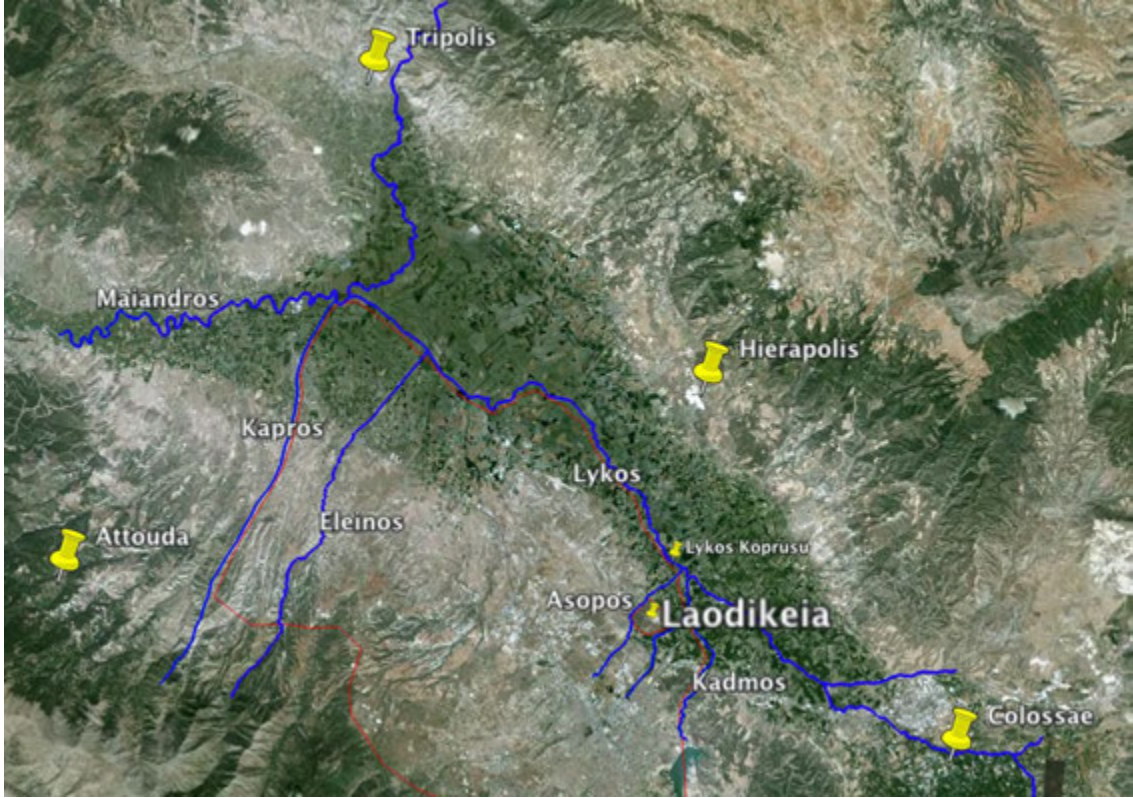 Tripolis
Maiandros
Hierapolis
Kapros
Lykos
Eleinos
Attouda
Lykos Koprusu
Asopos
Laodikeia
Kadmos
Colossae